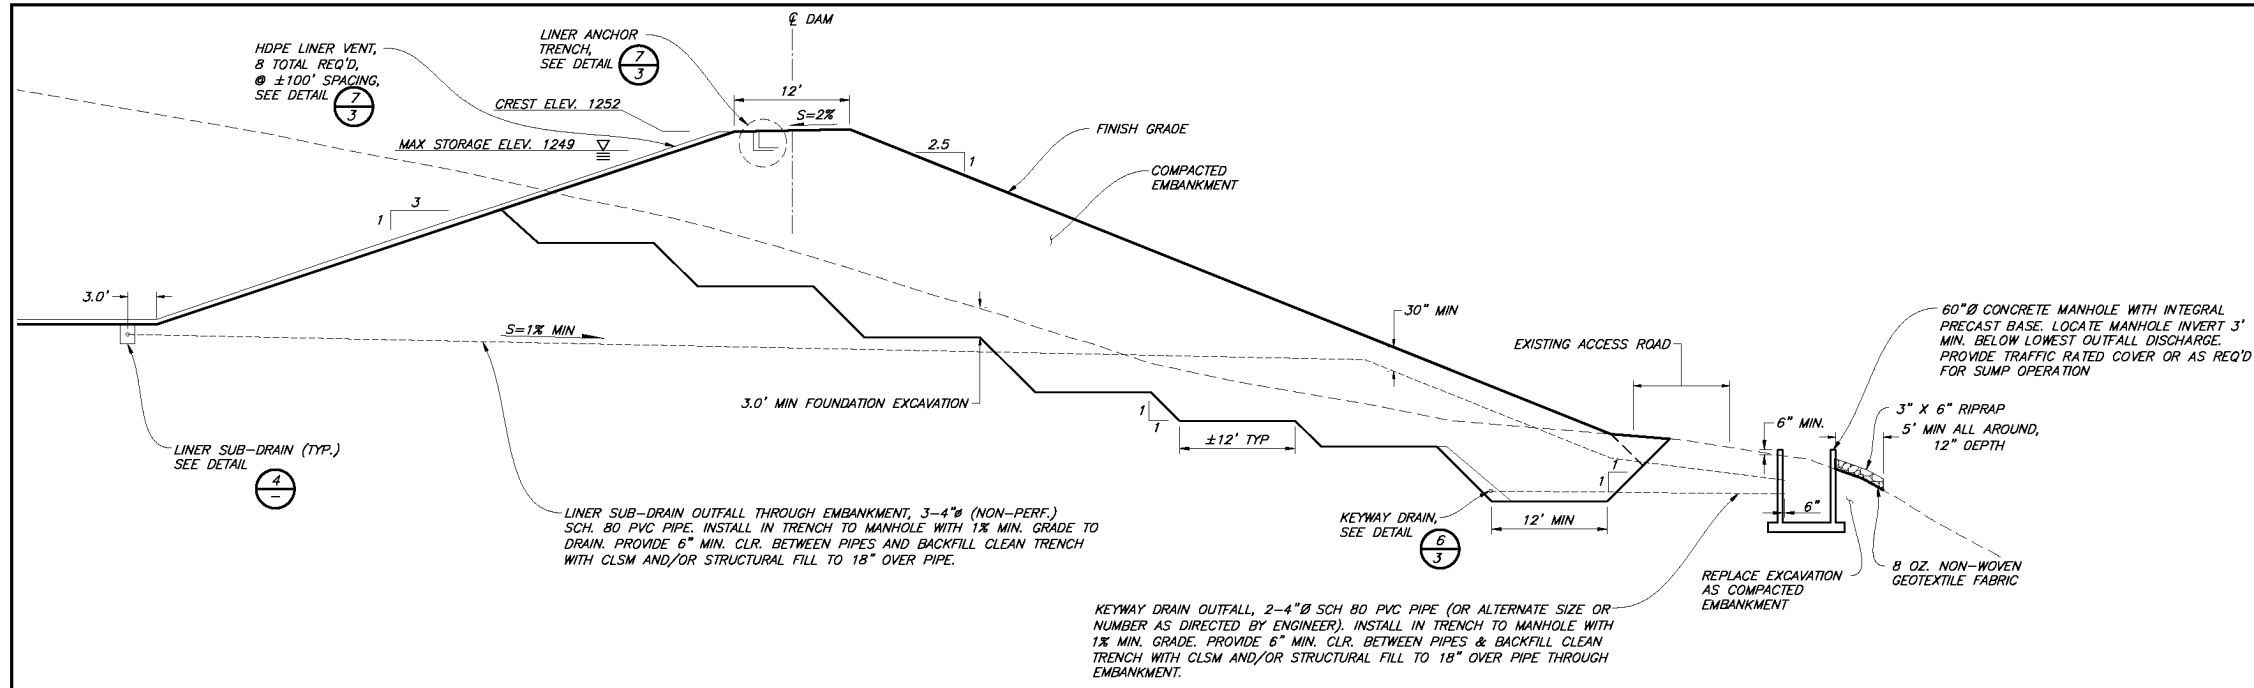 ℄ DAM
HDPE LINER VENT,
8 TOTAL REQ'D,
@ ±100' SPACING,
SEE DETAIL
7
3
LINER ANCHOR
TRENCH,
SEE DETAIL
7
3
12'
S=2%
CREST ELEV. 1252
MAX STORAGE ELEV. 1249
FINISH GRADE
2.5
1
COMPACTED
EMBANKMENT
3
1
3.0'
S=1% MIN
30" MIN
EXISTING ACCESS ROAD
60"Ø CONCRETE MANHOLE WITH INTEGRAL
PRECAST BASE. LOCATE MANHOLE INVERT 3'
MIN. BELOW LOWEST OUTFALL DISCHARGE.
PROVIDE TRAFFIC RATED COVER OR AS REQ'D
FOR SUMP OPERATION
3.0' MIN FOUNDATION EXCAVATION
1
1
±12' TYP
6" MIN.
3" X 6" RIPRAP
5' MIN ALL AROUND,
12" DEPTH
LINER SUB-DRAIN (TYP.)
SEE DETAIL
4
-
1
1
6"
12' MIN
KEYWAY DRAIN,
SEE DETAIL
6
3
LINER SUB-DRAIN OUTFALL THROUGH EMBANKMENT, 3-4"ø (NON-PERF.)
SCH. 80 PVC PIPE. INSTALL IN TRENCH TO MANHOLE WITH 1% MIN. GRADE TO
DRAIN. PROVIDE 6" MIN. CLR. BETWEEN PIPES AND BACKFILL CLEAN TRENCH
WITH CLSM AND/OR STRUCTURAL FILL TO 18" OVER PIPE.
REPLACE EXCAVATION
AS COMPACTED
EMBANKMENT
8 OZ. NON-WOVEN
GEOTEXTILE FABRIC
KEYWAY DRAIN OUTFALL, 2-4"Ø SCH 80 PVC PIPE (OR ALTERNATE SIZE OR
NUMBER AS DIRECTED BY ENGINEER). INSTALL IN TRENCH TO MANHOLE WITH
1% MIN. GRADE. PROVIDE 6" MIN. CLR. BETWEEN PIPES & BACKFILL CLEAN
TRENCH WITH CLSM AND/OR STRUCTURAL FILL TO 18" OVER PIPE THROUGH
EMBANKMENT.